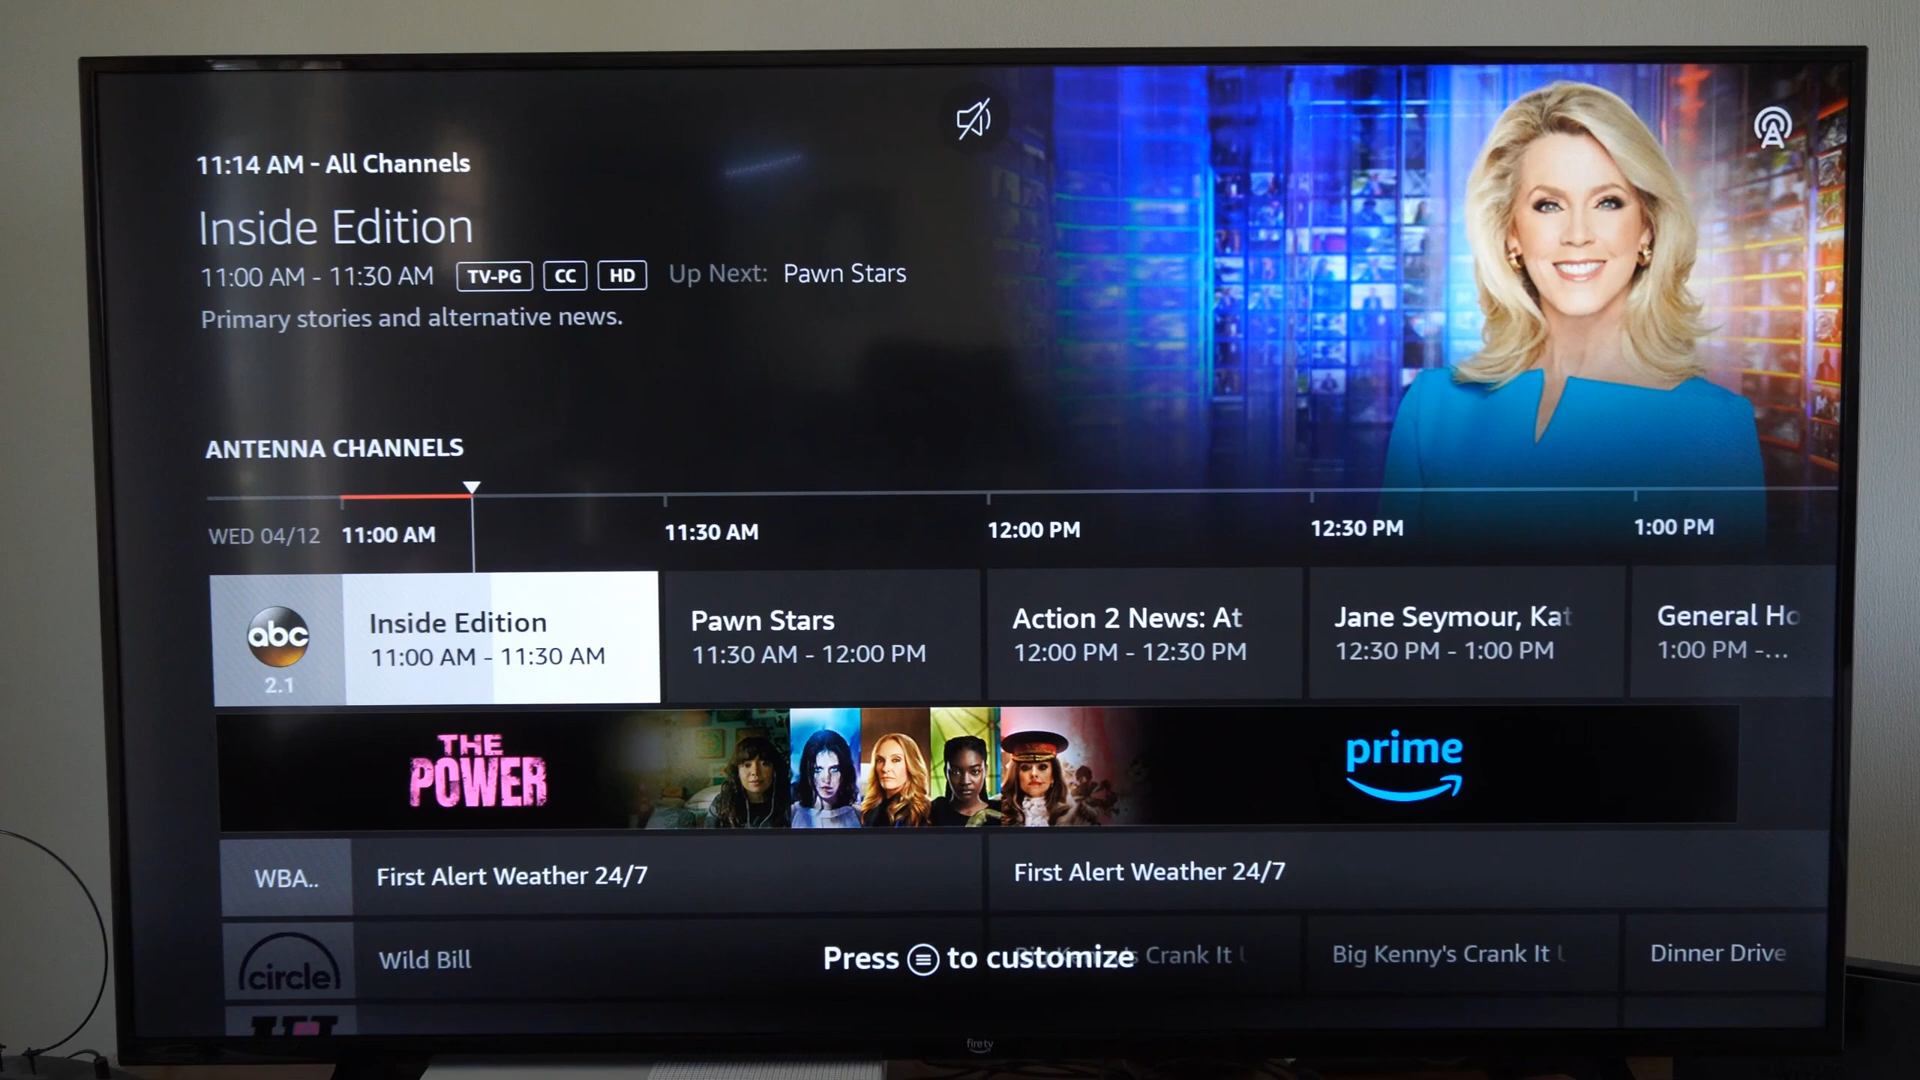 11:14 AM - All Channels
Inside Edition
11:00 AM - 11:30 AM TV-PG CC HD Up Next: Pawn Stars
Primary stories and alternative news.
ANTENNA CHANNELS
WED 04/12 11:00 AM 11:30 AM 12:00 PM 12:30 PM 1:00 PM
abc
2.1
Inside Edition
11:00 AM - 11:30 AM
Pawn Stars
11:30 AM - 12:00 PM
Action 2 News: At
12:00 PM - 12:30 PM
Jane Seymour, Kat
12:30 PM - 1:00 PM
General Ho
1:00 PM -...
THE
POWER
prime
WBA.. First Alert Weather 24/7 First Alert Weather 24/7
circle Wild Bill Big Kenny's Crank It U Big Kenny's Crank It U Dinner Drive
Press to customize
firetv